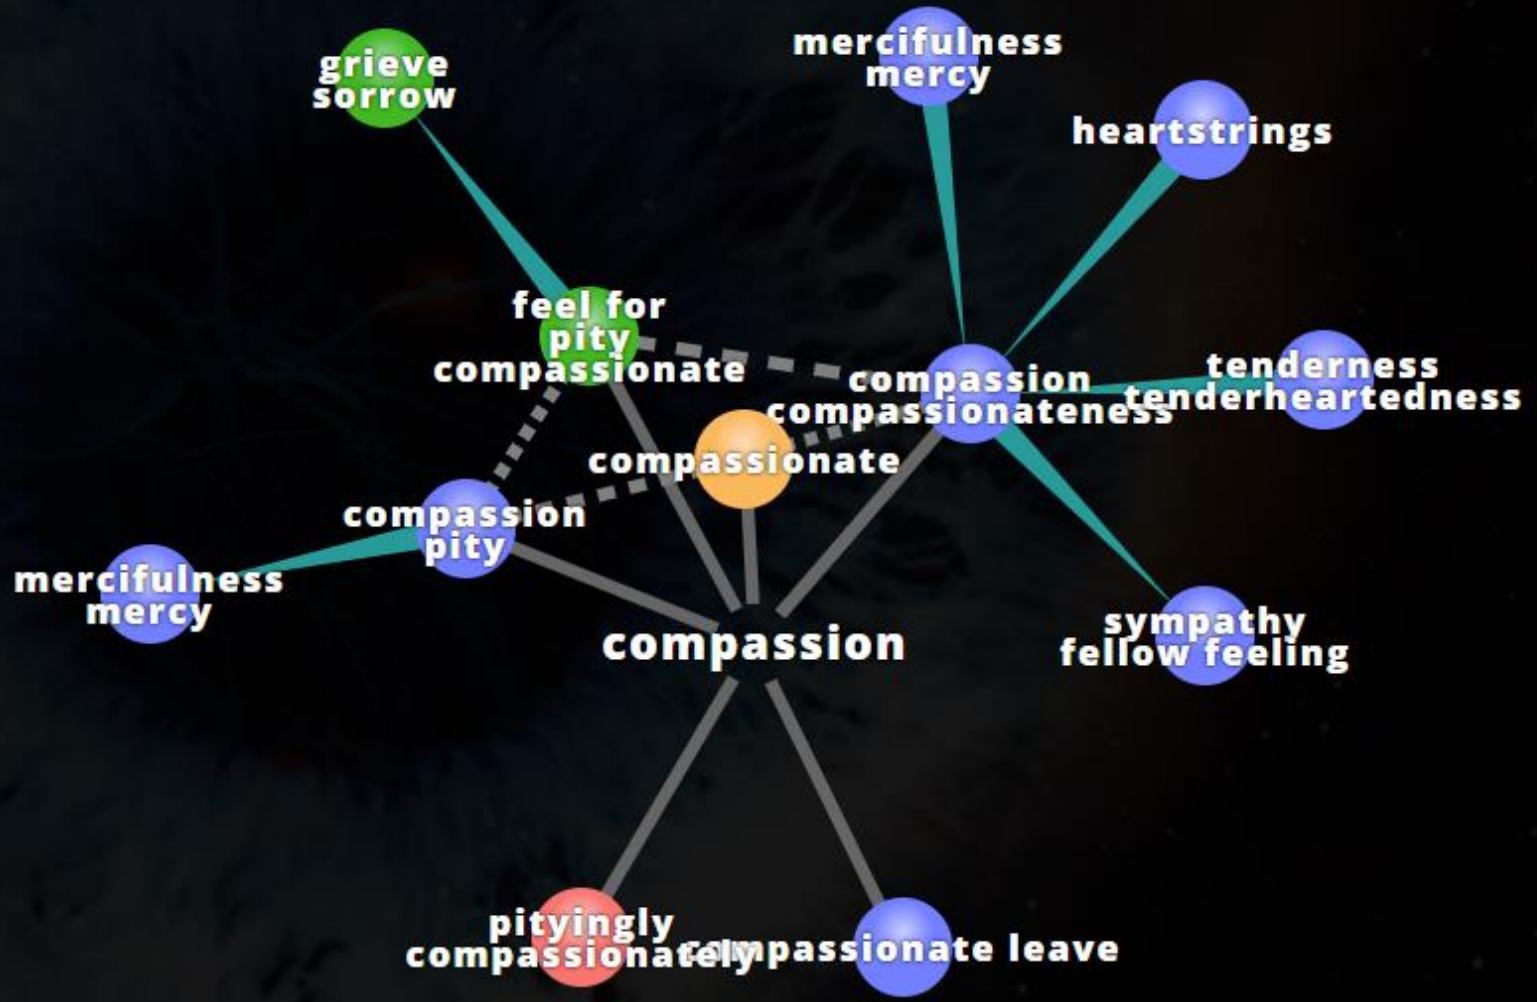 mercifulness
mercy
grieve
sorrow
heartstrings
feel for
pity
compassionate
tenderness
tenderheartedness
compassion
compassionateness
compassionate
compassion
pity
mercifulness
mercy
compassion
sympathy
fellow feeling
pityingly
compassionately
compassionate leave